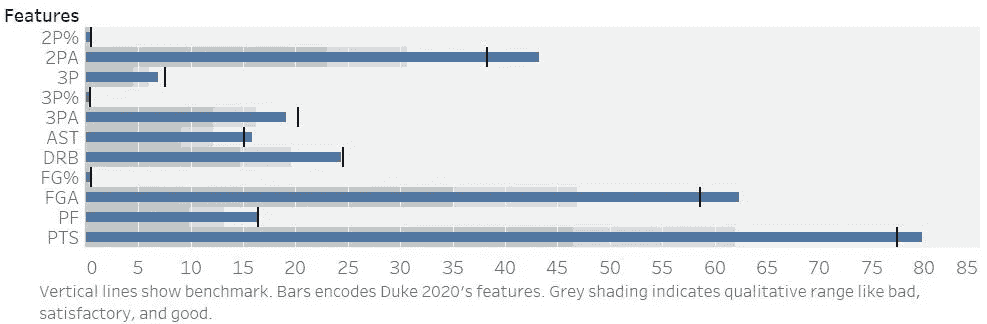 Features
2P%
2PA
3P
3P%
3PA
AST
DRB
FG%
FGA
PF
PTS
0 5 10 15 20 25 30 35 40 45 50 55 60 65 70 75 80 85
Vertical lines show benchmark. Bars encodes Duke 2020's features. Grey shading indicates qualitative range like bad,
satisfactory, and good.